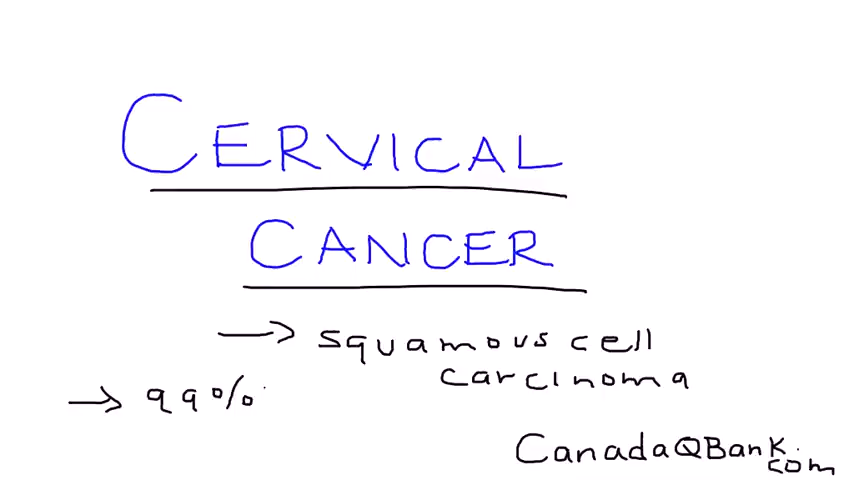 CERVICAL
CANCER
→ squamous cell
carcinoma
→ 99%
CanadaQBank.
com